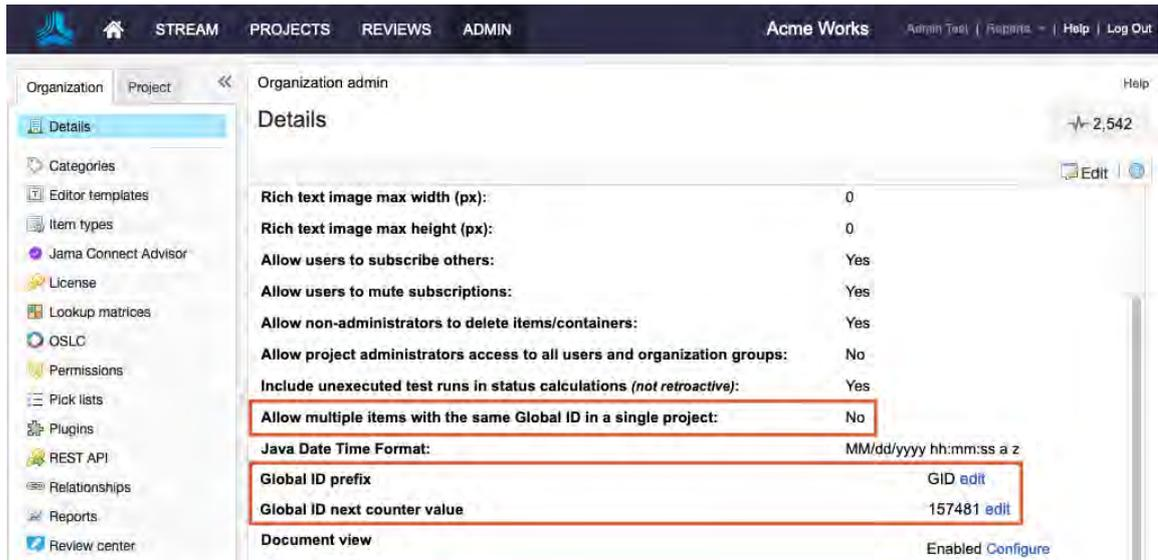 STREAM PROJECTS REVIEWS ADMIN Acme Works Admin Test | Reports | Help | Log Out
Organization Project « Organization admin Help
Details Details 2,542
Categories Edit
Editor templates Rich text image max width (px): 0
Item types Rich text image max height (px): 0
Jama Connect Advisor Allow users to subscribe others: Yes
License Allow users to mute subscriptions: Yes
Lookup matrices Allow non-administrators to delete items/containers: Yes
OSLC Allow project administrators access to all users and organization groups: No
Permissions Include unexecuted test runs in status calculations (not retroactive): Yes
Pick lists Allow multiple items with the same Global ID in a single project: No
Plugins Java Date Time Format: MM/dd/yyyy hh:mm:ss a z
REST API Global ID prefix GID edit
Relationships Global ID next counter value 157481 edit
Reports Document view Enabled Configure
Review center